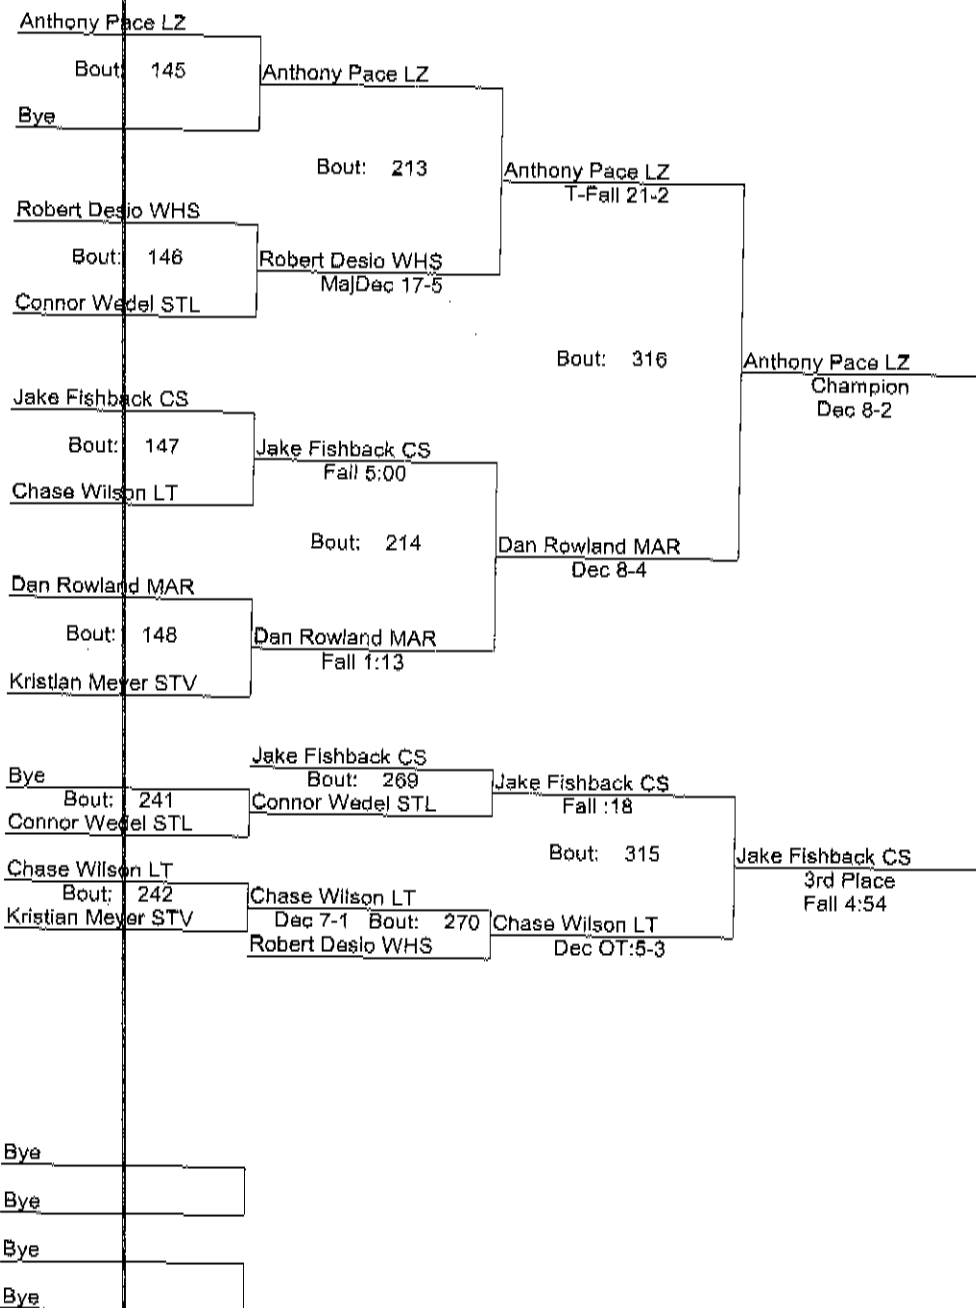 Anthony Pace LZ
Bout: 145
Anthony Pace LZ
Bye
Bout: 213
Anthony Pace LZ
T-Fall 21-2
Robert Desio WHS
Bout: 146
Robert Desio WHS
MajDec 17-5
Connor Wedel STL
Bout: 316
Anthony Pace LZ
Champion
Dec 8-2
Jake Fishback CS
Bout: 147
Jake Fishback CS
Fall 5:00
Chase Wilson LT
Bout: 214
Dan Rowland MAR
Dec 8-4
Dan Rowland MAR
Bout: 148
Dan Rowland MAR
Fall 1:13
Kristian Meyer STV
Jake Fishback CS
Bye
Bout: 269
Jake Fishback CS
Bout: 241
Connor Wedel STL
Fall :18
Connor Wedel STL
Bout: 315
Jake Fishback CS
3rd Place
Fall 4:54
Chase Wilson LT
Bout: 242
Chase Wilson LT
Kristian Meyer STV
Dec 7-1 Bout: 270
Chase Wilson LT
Robert Desio WHS
Dec OT:5-3
Bye
Bye
Bye
Bye